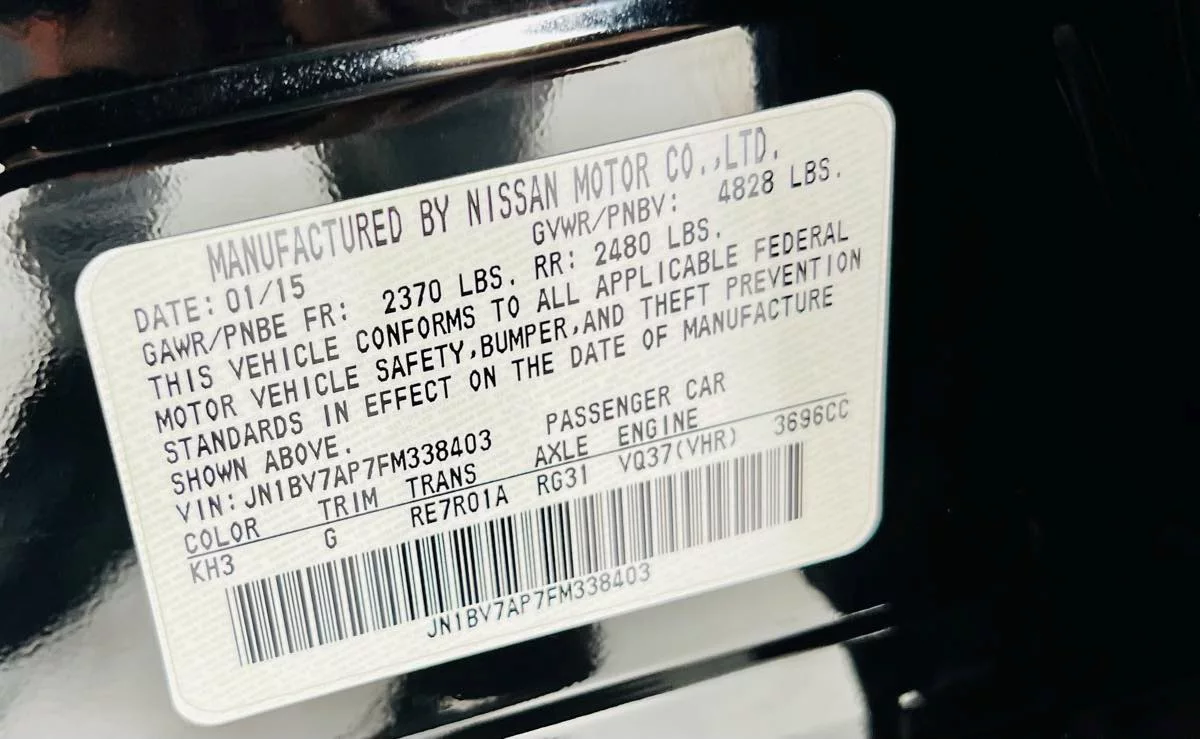 MANUFACTURED BY NISSAN MOTOR CO.,LTD.
DATE: 01/15 GVWR/PNBV: 4828 LBS.
GAWR/PNBE FR: 2370 LBS. RR: 2480 LBS.
THIS VEHICLE CONFORMS TO ALL APPLICABLE FEDERAL
MOTOR VEHICLE SAFETY,BUMPER,AND THEFT PREVENTION
STANDARDS IN EFFECT ON THE DATE OF MANUFACTURE
SHOWN ABOVE.
VIN: JN1BV7AP7FM338403 PASSENGER CAR
COLOR TRIM TRANS AXLE ENGINE
KH3 G RE7R01A RG31 VQ37(VHR) 3696CC
JN1BV7AP7FM338403